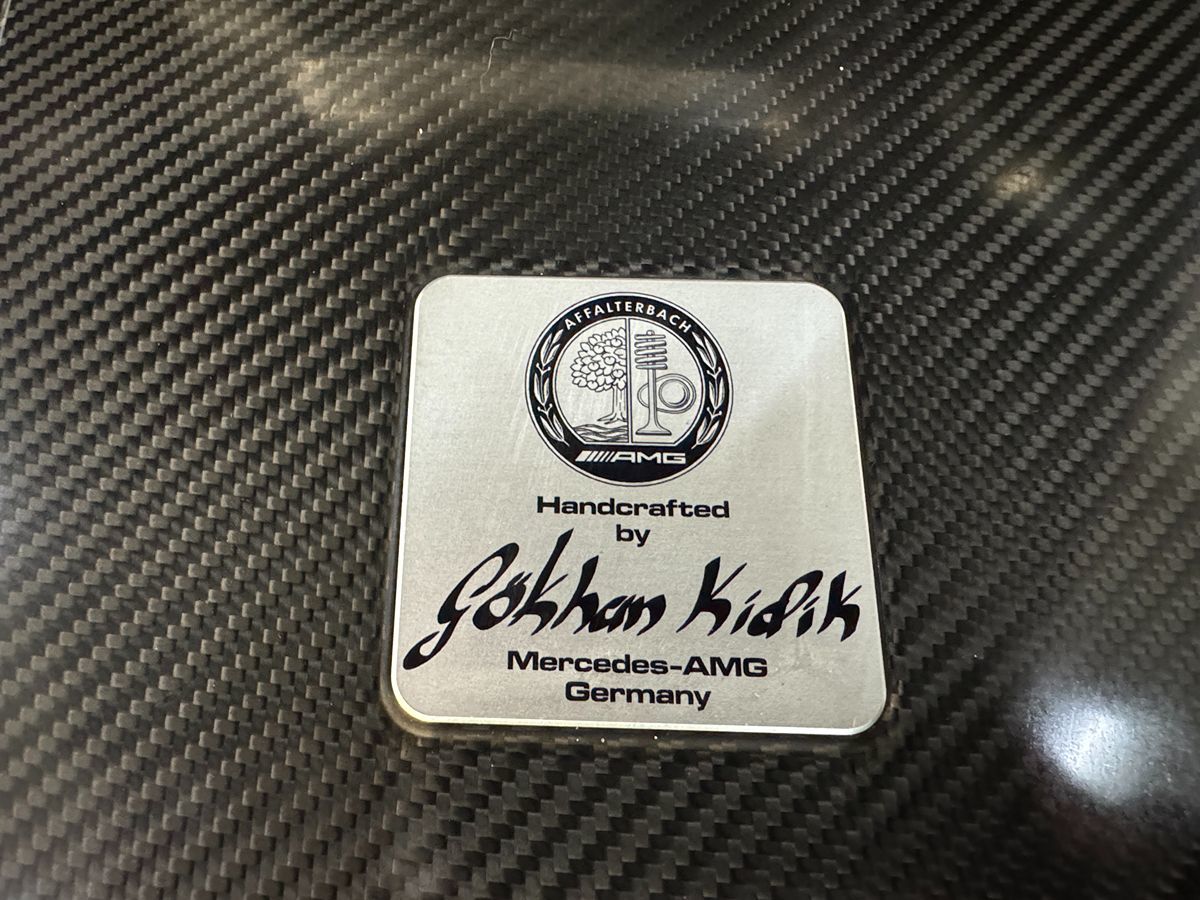 AFFALTERBACH
AMG
Handcrafted
by
Gökhan Kidik
Mercedes-AMG
Germany